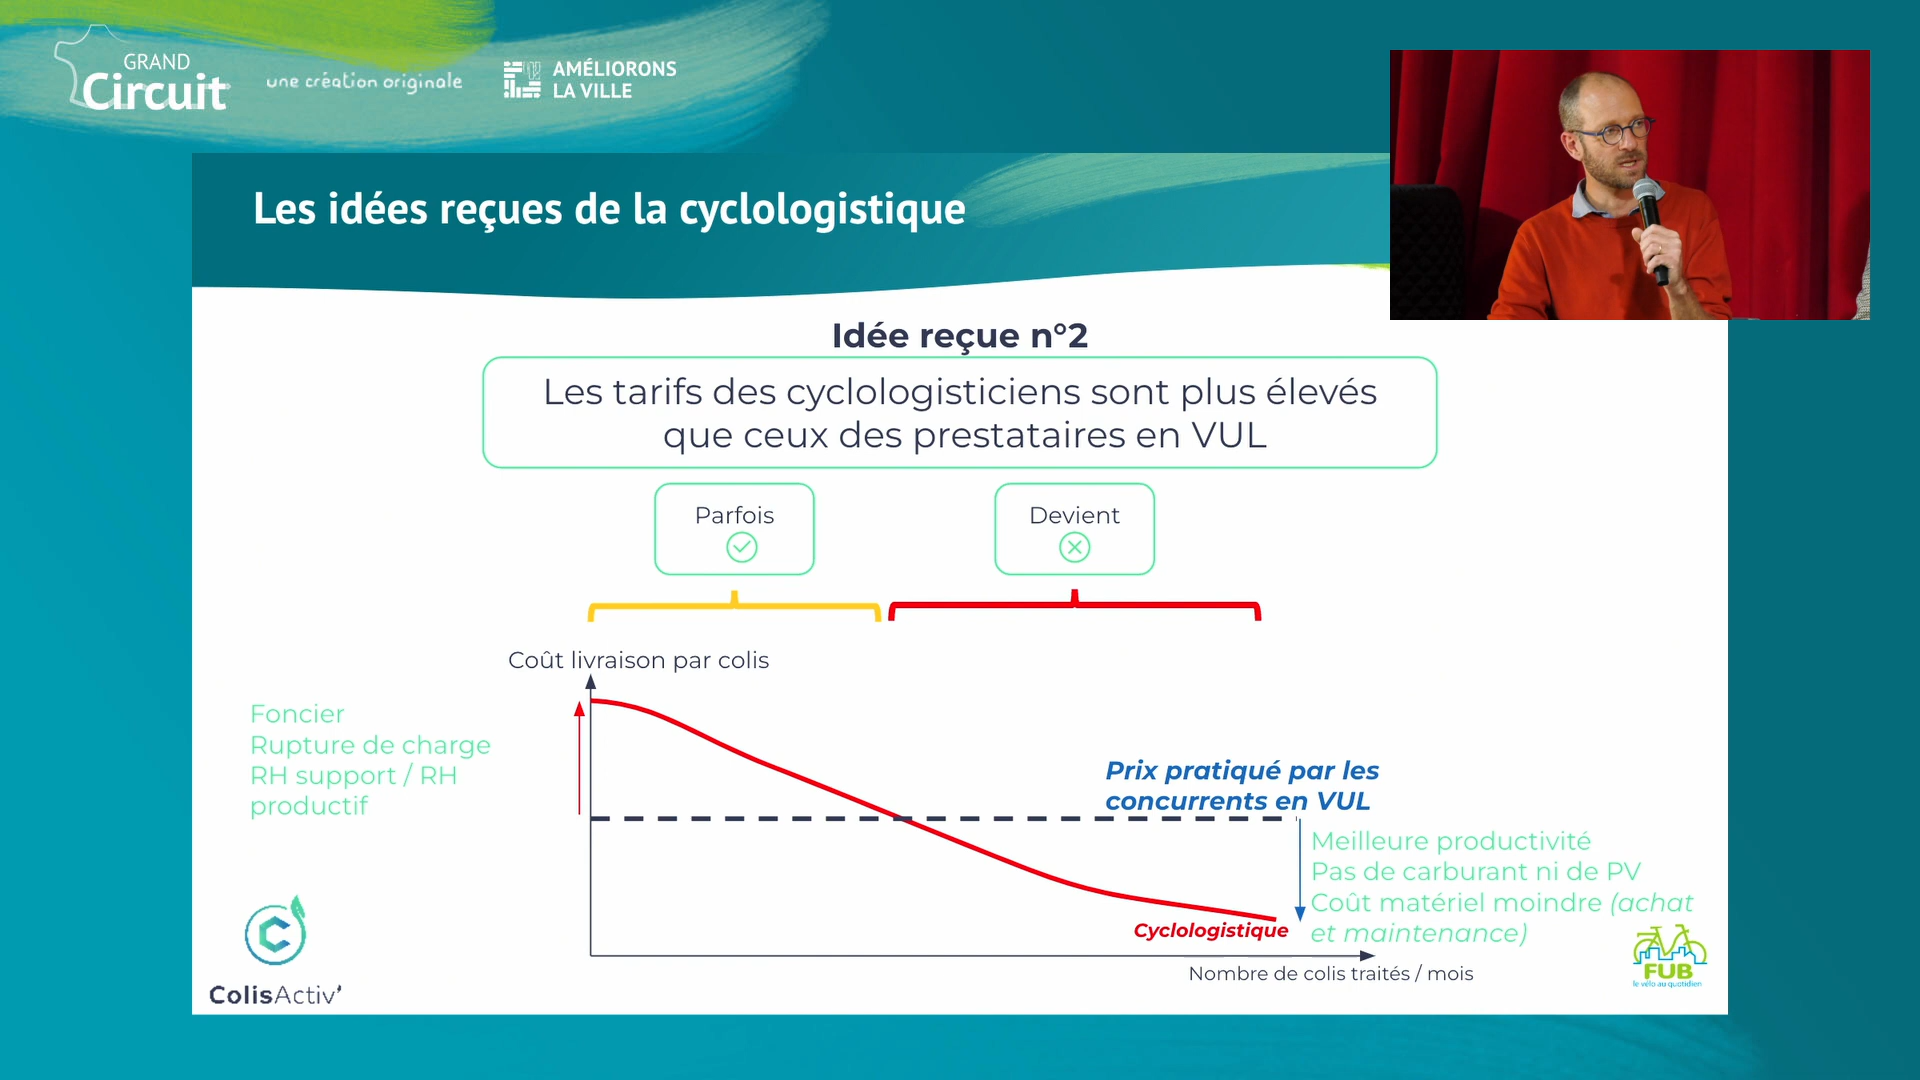 GRAND
Circuit
une création originale
AMÉLIORONS
LA VILLE
Les idées reçues de la cyclologistique
Idée reçue n°2
Les tarifs des cyclologisticiens sont plus élevés
que ceux des prestataires en VUL
Parfois
Devient
Coût livraison par colis
Foncier
Rupture de charge
RH support / RH
productif
Prix pratiqué par les
concurrents en VUL
Meilleure productivité
Pas de carburant ni de PV
Coût matériel moindre (achat
et maintenance)
Cyclologistique
Nombre de colis traités / mois
ColisActiv'
FUB
le vélo au quotidien